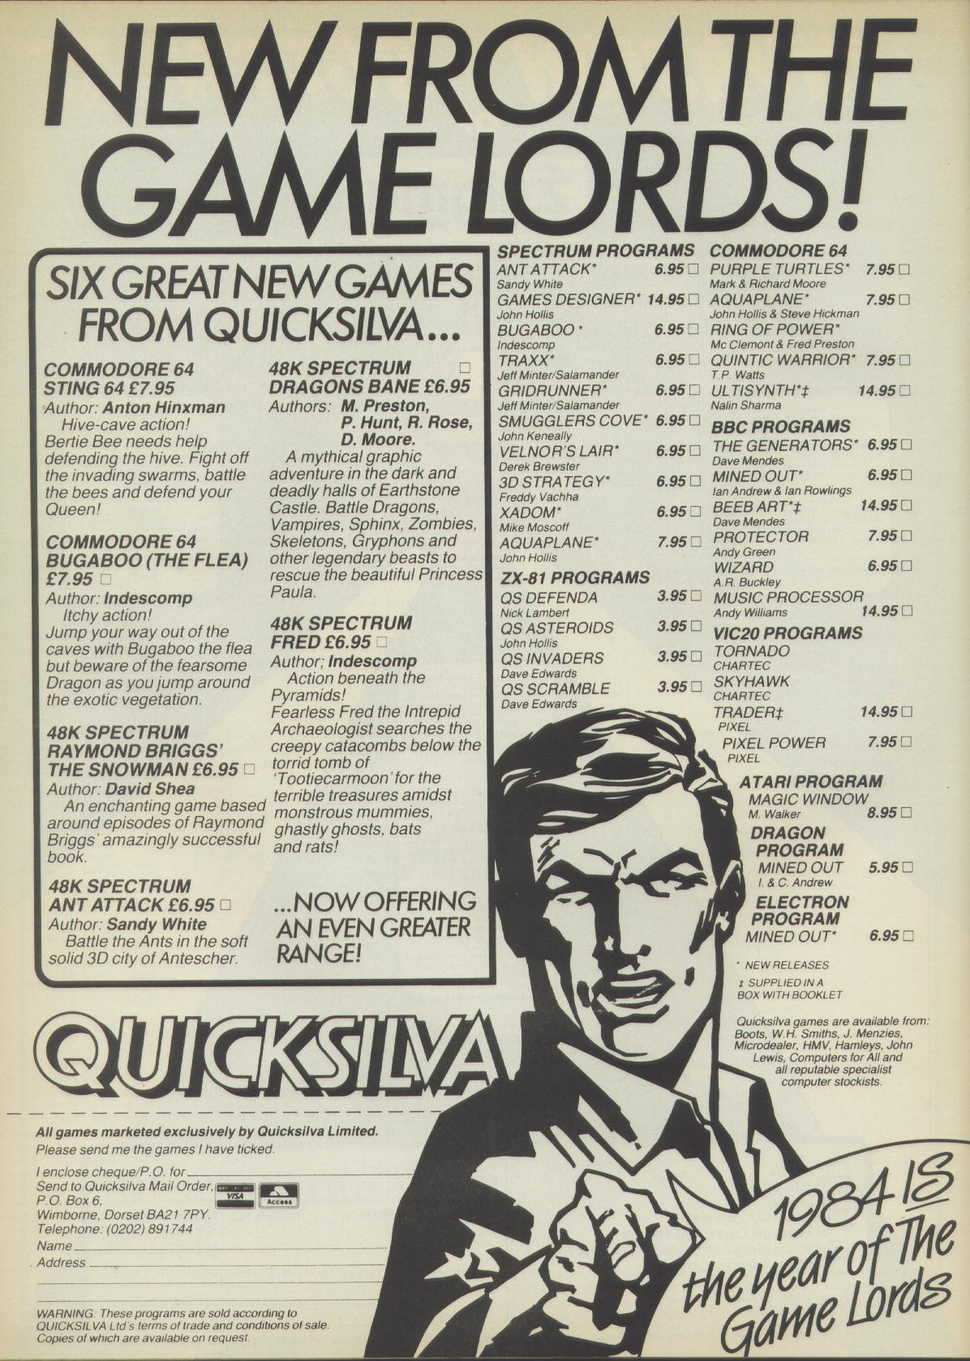 NEW FROM THE
GAME LORDS!
SIX GREAT NEW GAMES
FROM QUICKSILVA...
COMMODORE 64
STING 64 £7.95
Author: Anton Hinxman
Hive-cave action!
Bertie Bee needs help
defending the hive. Fight off
the invading swarms, battle
the bees and defend your
Queen!
COMMODORE 64
BUGABOO (THE FLEA)
£7.95 □
Author: Indescomp
Itchy action!
Jump your way out of the
caves with Bugaboo the flea
but beware of the fearsome
Dragon as you jump around
the exotic vegetation.
48K SPECTRUM
RAYMOND BRIGGS'
THE SNOWMAN £6.95 □
Author: David Shea
An enchanting game based
around episodes of Raymond
Briggs' amazingly successful
book.
48K SPECTRUM
ANT ATTACK £6.95 □
Author: Sandy White
Battle the Ants in the soft
solid 3D city of Antescher.
48K SPECTRUM □
DRAGONS BANE £6.95
Authors: M. Preston,
P. Hunt, R. Rose,
D. Moore.
A mythical graphic
adventure in the dark and
deadly halls of Earthstone
Castle. Battle Dragons,
Vampires, Sphinx, Zombies,
Skeletons, Gryphons and
other legendary beasts to
rescue the beautiful Princess
Paula.
48K SPECTRUM
FRED £6.95 □
Author; Indescomp
Action beneath the
Pyramids!
Fearless Fred the Intrepid
Archaeologist searches the
creepy catacombs below the
torrid tomb of
'Tootiecarmoon' for the
terrible treasures amidst
monstrous mummies,
ghastly ghosts, bats
and rats!
...NOW OFFERING
AN EVEN GREATER
RANGE!
SPECTRUM PROGRAMS
ANT ATTACK* 6.95 □
Sandy White
GAMES DESIGNER* 14.95 □
John Hollis
BUGABOO * 6.95 □
Indescomp
TRAXX* 6.95 □
Jeff Minter/Salamander
GRIDRUNNER* 6.95 □
Jeff Minter/Salamander
SMUGGLERS COVE* 6.95 □
John Keneally
VELNOR'S LAIR* 6.95 □
Derek Brewster
3D STRATEGY* 6.95 □
Freddy Vachha
XADOM* 6.95 □
Mike Moscoff
AQUAPLANE* 7.95 □
John Hollis
ZX-81 PROGRAMS
QS DEFENDA 3.95 □
Nick Lambert
QS ASTEROIDS 3.95 □
John Hollis
QS INVADERS 3.95 □
Dave Edwards
QS SCRAMBLE 3.95 □
Dave Edwards
COMMODORE 64
PURPLE TURTLES* 7.95 □
Mark & Richard Moore
AQUAPLANE* 7.95 □
John Hollis & Steve Hickman
RING OF POWER*
Mc Clemont & Fred Preston
QUINTIC WARRIOR* 7.95 □
T.P. Watts
ULTISYNTH*‡ 14.95 □
Nalin Sharma
BBC PROGRAMS
THE GENERATORS* 6.95 □
Dave Mendes
MINED OUT* 6.95 □
Ian Andrew & Ian Rowlings
BEEB ART*‡ 14.95 □
Dave Mendes
PROTECTOR 7.95 □
Andy Green
WIZARD 6.95 □
A.R. Buckley
MUSIC PROCESSOR
Andy Williams 14.95 □
VIC20 PROGRAMS
TORNADO
CHARTEC
SKYHAWK
CHARTEC
TRADER‡ 14.95 □
PIXEL
PIXEL POWER 7.95 □
PIXEL
ATARI PROGRAM
MAGIC WINDOW
M. Walker 8.95 □
DRAGON
PROGRAM
MINED OUT 5.95 □
I. & C. Andrew
ELECTRON
PROGRAM
MINED OUT* 6.95 □
* NEW RELEASES
‡ SUPPLIED IN A
BOX WITH BOOKLET
Quicksilva games are available from:
Boots, W.H. Smiths, J. Menzies,
Microdealer, HMV, Hamleys, John
Lewis, Computers for All and
all reputable specialist
computer stockists.
QUICKSILVA
All games marketed exclusively by Quicksilva Limited.
Please send me the games I have ticked.
I enclose cheque/P.O. for
Send to Quicksilva Mail Order,
P.O. Box 6,
Wimborne, Dorset BA21 7PY.
Telephone: (0202) 891744
VISA
Access
Name
Address
WARNING: These programs are sold according to
QUICKSILVA Ltd's terms of trade and conditions of sale.
Copies of which are available on request.
1984 IS
the year of The
Game Lords